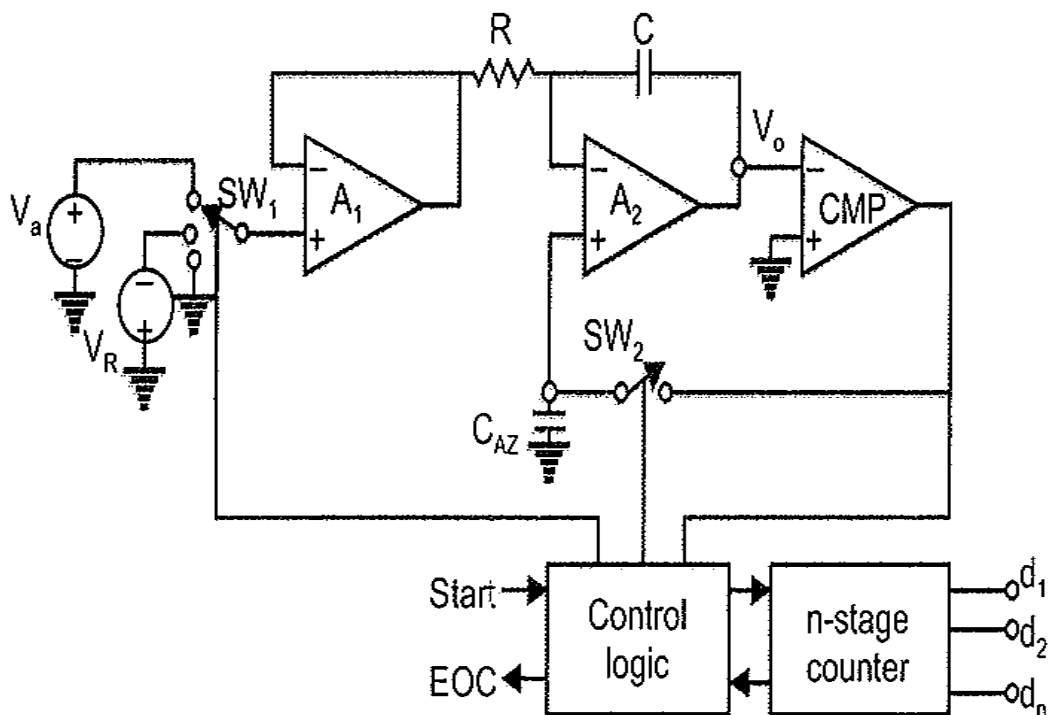 R
C
V_o
SW_1
A_1
A_2
CMP
V_a
V_R
SW_2
C_AZ
Start
EOC
Control
logic
n-stage
counter
d_1
d_2
d_n
-
+
-
+
-
+
+
-
-
+